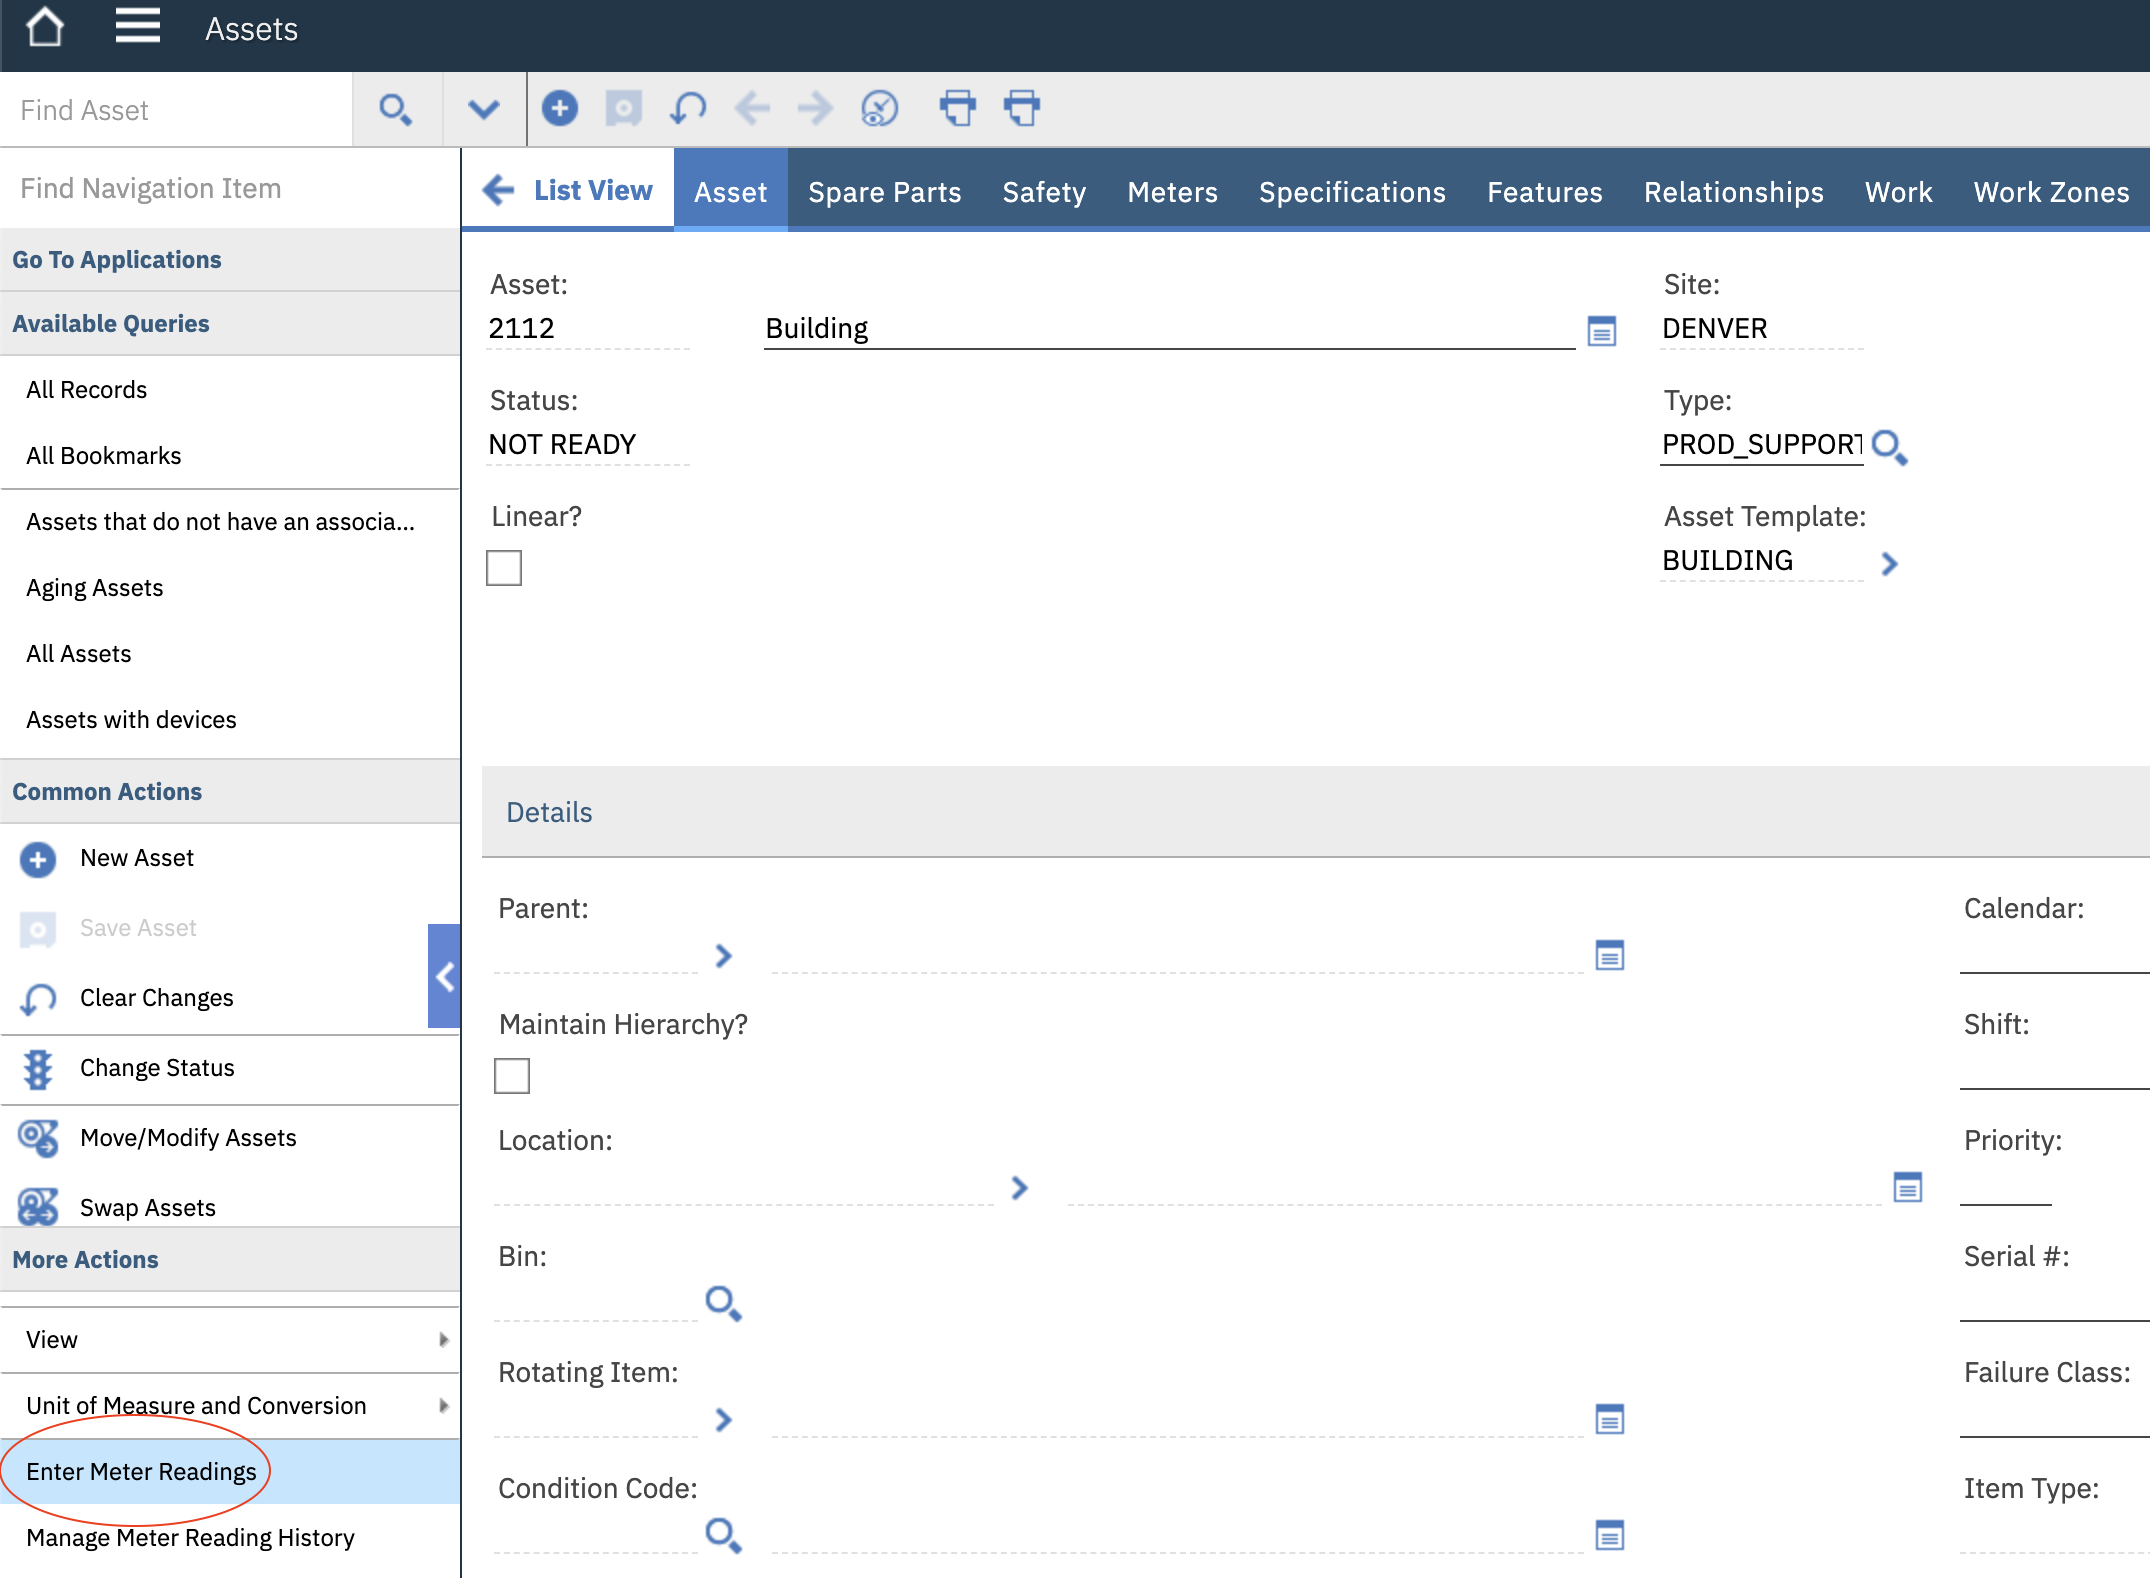 Assets
Find Asset
Find Navigation Item
Go To Applications
Available Queries
All Records
All Bookmarks
Assets that do not have an associa...
Aging Assets
All Assets
Assets with devices
Common Actions
New Asset
Save Asset
Clear Changes
Change Status
Move/Modify Assets
Swap Assets
More Actions
View
Unit of Measure and Conversion
Enter Meter Readings
Manage Meter Reading History
List View Asset Spare Parts Safety Meters Specifications Features Relationships Work Work Zones
Asset: Site:
2112 Building DENVER
Status: Type:
NOT READY PROD_SUPPORT
Linear? Asset Template:
BUILDING
Details
Parent: Calendar:
Maintain Hierarchy? Shift:
Location: Priority:
Bin: Serial #:
Rotating Item: Failure Class:
Condition Code: Item Type: